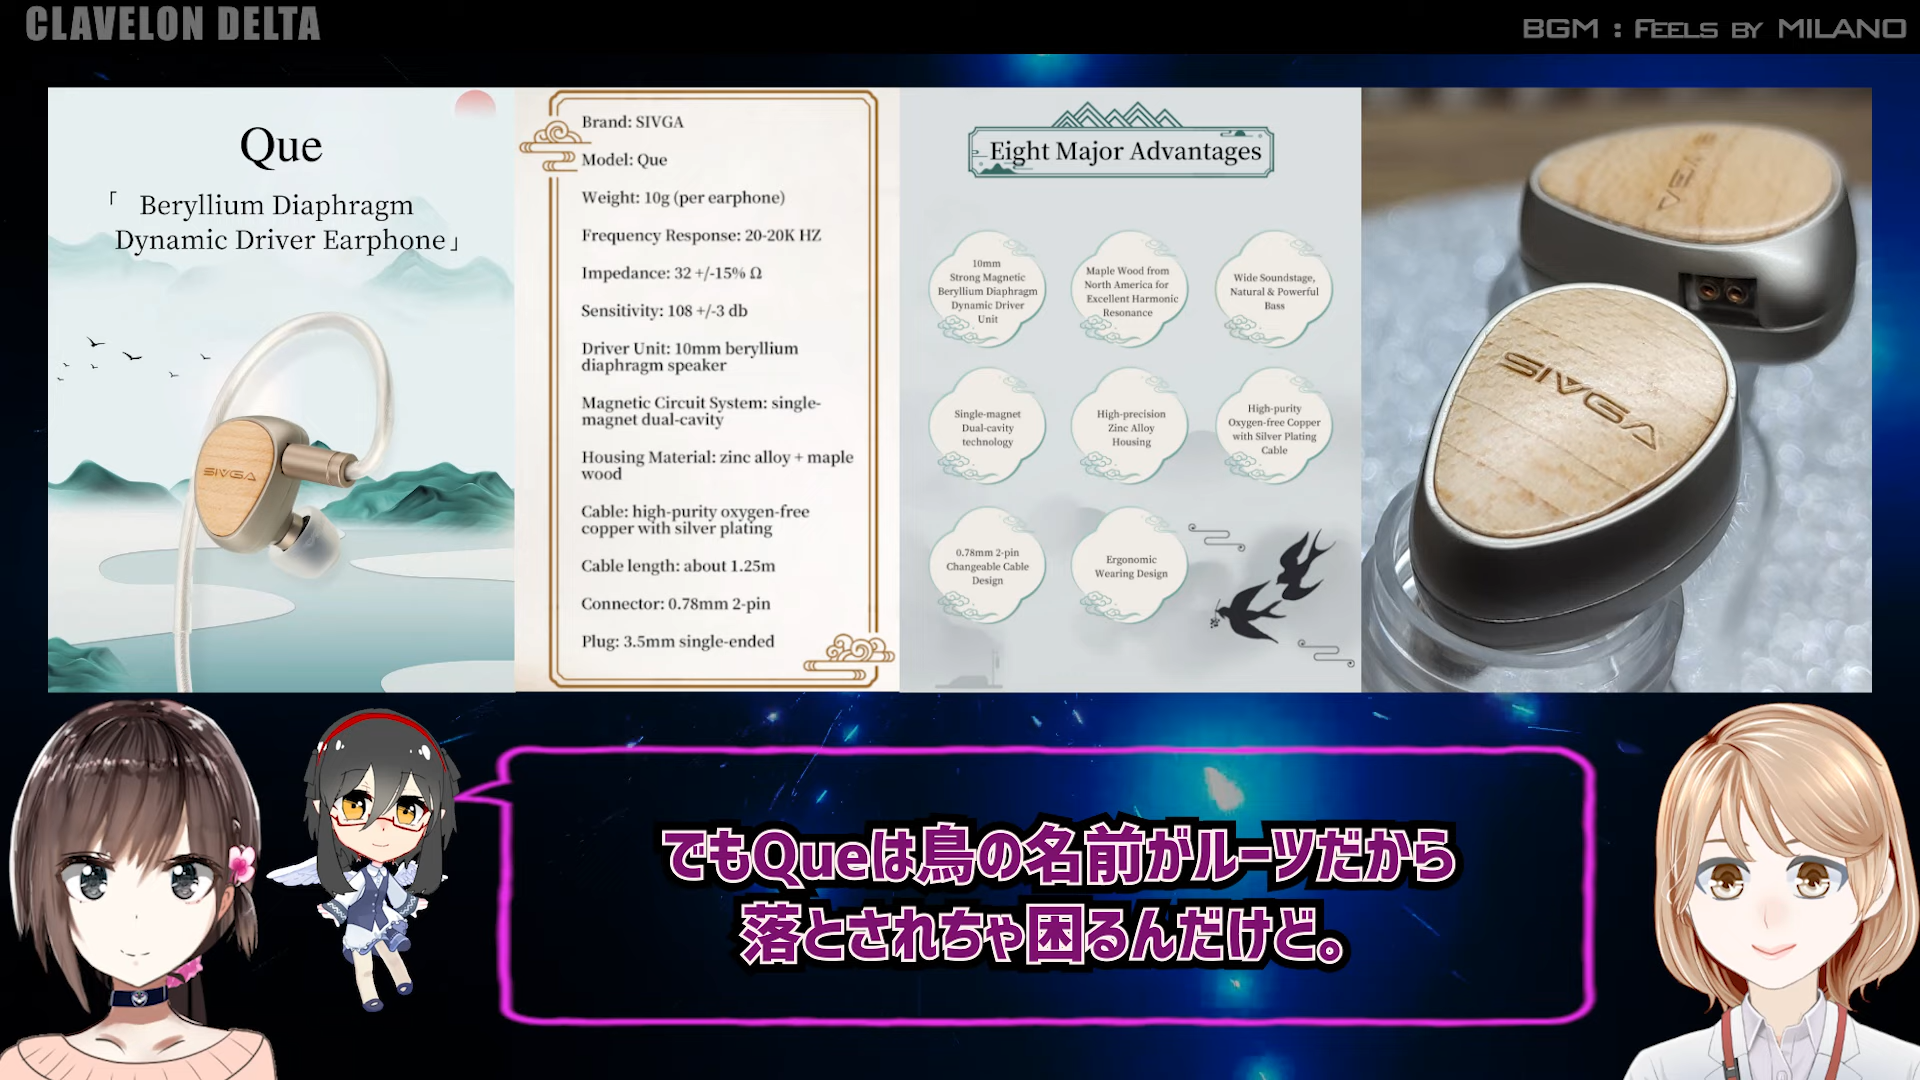 CLAVELON DELTA
BGM : Feels by MILANO
Que
「 Beryllium Diaphragm
Dynamic Driver Earphone」
SIVGA
Brand: SIVGA
Model: Que
Weight: 10g (per earphone)
Frequency Response: 20-20K HZ
Impedance: 32 +/-15% Ω
Sensitivity: 108 +/-3 db
Driver Unit: 10mm beryllium
diaphragm speaker
Magnetic Circuit System: single-
magnet dual-cavity
Housing Material: zinc alloy + maple
wood
Cable: high-purity oxygen-free
copper with silver plating
Cable length: about 1.25m
Connector: 0.78mm 2-pin
Plug: 3.5mm single-ended
Eight Major Advantages
10mm
Strong Magnetic
Beryllium Diaphragm
Dynamic Driver
Unit
Maple Wood from
North America for
Excellent Harmonic
Resonance
Wide Soundstage,
Natural & Powerful
Bass
Single-magnet
Dual-cavity
technology
High-precision
Zinc Alloy
Housing
High-purity
Oxygen-free Copper
with Silver Plating
Cable
0.78mm 2-pin
Changeable Cable
Design
Ergonomic
Wearing Design
SIVGA
SIVGA
でもQueは鳥の名前がルーツだから
落とされちゃ困るんだけど。